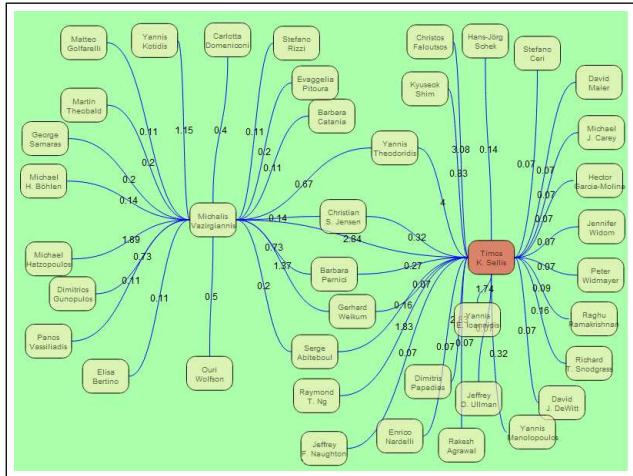 Matteo
Golfarelli
Yannis
Kotidis
Carlotta
Domeniconi
Stefano
Rizzi
Christos
Faloutsos
Hans-Jörg
Schek
Stefano
Ceri
Evaggelia
Pitoura
Kyuseok
Shim
David
Maier
Martin
Theobald
Barbara
Catania
Michael
J. Carey
George
Samaras
Yannis
Theodoridis
Hector
Garcia-Molina
Michael
H. Böhlen
Michalis
Vazirgiannis
Christian
S. Jensen
Jennifer
Widom
Michael
Hatzopoulos
Timos
K. Sellis
Barbara
Pernici
Peter
Widmayer
Dimitrios
Gunopulos
Gerhard
Weikum
Yannis
E. Ioannidis
Raghu
Ramakrishnan
Panos
Vassiliadis
Serge
Abiteboul
Richard
T. Snodgrass
Elisa
Bertino
Ouri
Wolfson
Raymond
T. Ng
Dimitris
Papadias
Jeffrey
D. Ullman
David
J. DeWitt
Jeffrey
F. Naughton
Enrico
Nardelli
Rakesh
Agrawal
Yannis
Manolopoulos
0.11
1.15
0.4
0.11
0.2
0.11
0.2
0.2
0.14
0.67
3.08
0.83
0.14
0.07
0.07
0.07
0.07
4
0.14
2.84
0.32
0.07
1.89
0.73
0.11
0.11
0.5
0.73
1.37
0.2
0.27
0.07
0.16
1.83
0.07
0.07
0.07
1.74
0.32
0.07
0.09
0.16
0.07